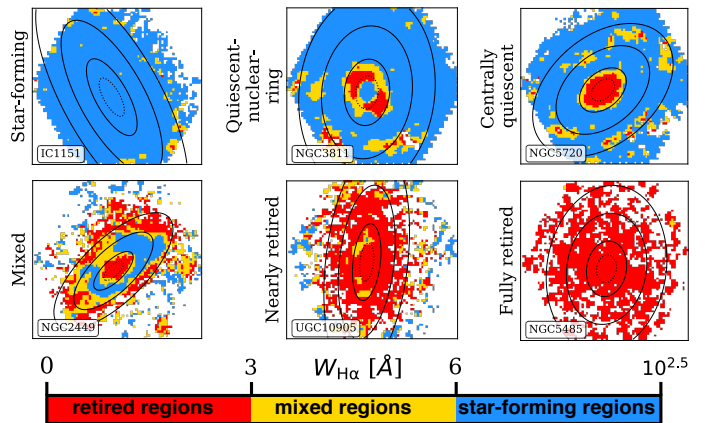 Star-forming
IC1151
Quiescent-
nuclear-
ring
NGC3811
Centrally
quiescent
NGC5720
Mixed
NGC2449
Nearly retired
UGC10905
Fully retired
NGC5485
0 3 W_Hα [Å] 6 10^2.5
retired regions mixed regions star-forming regions